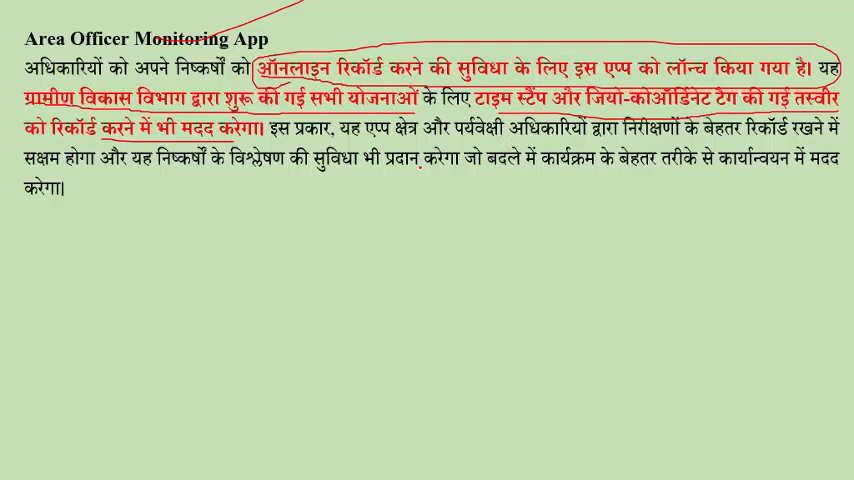 Area Officer Monitoring App
अधिकारियों को अपने निष्कर्षों को ऑनलाइन रिकॉर्ड करने की सुविधा के लिए इस एप्प को लॉन्च किया गया है। यह
ग्रामीण विकास विभाग द्वारा शुरू की गई सभी योजनाओं के लिए टाइम स्टैंप और जियो-कोऑर्डिनेट टैग की गई तस्वीर
को रिकॉर्ड करने में भी मदद करेगा। इस प्रकार, यह एप्प क्षेत्र और पर्यवेक्षी अधिकारियों द्वारा निरीक्षणों के बेहतर रिकॉर्ड रखने में
सक्षम होगा और यह निष्कर्षों के विश्लेषण की सुविधा भी प्रदान करेगा जो बदले में कार्यक्रम के बेहतर तरीके से कार्यान्वयन में मदद
करेगा।